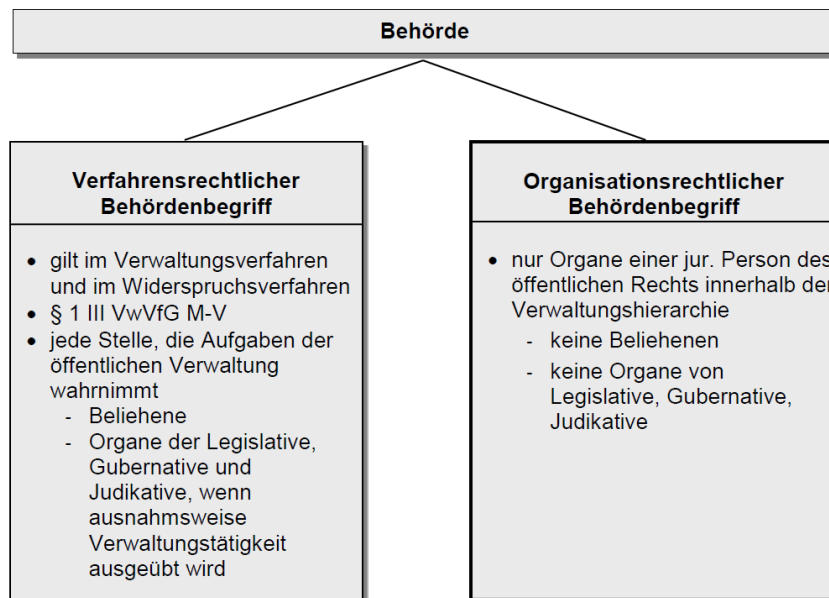 Behörde
Verfahrensrechtlicher
Behördenbegriff
• gilt im Verwaltungsverfahren
und im Widerspruchsverfahren
• § 1 III VwVfG M-V
• jede Stelle, die Aufgaben der
öffentlichen Verwaltung
wahrnimmt
- Beliehene
- Organe der Legislative,
Gubernative und
Judikative, wenn
ausnahmsweise
Verwaltungstätigkeit
ausgeübt wird
Organisationsrechtlicher
Behördenbegriff
• nur Organe einer jur. Person des
öffentlichen Rechts innerhalb der
Verwaltungshierarchie
- keine Beliehenen
- keine Organe von
Legislative, Gubernative,
Judikative